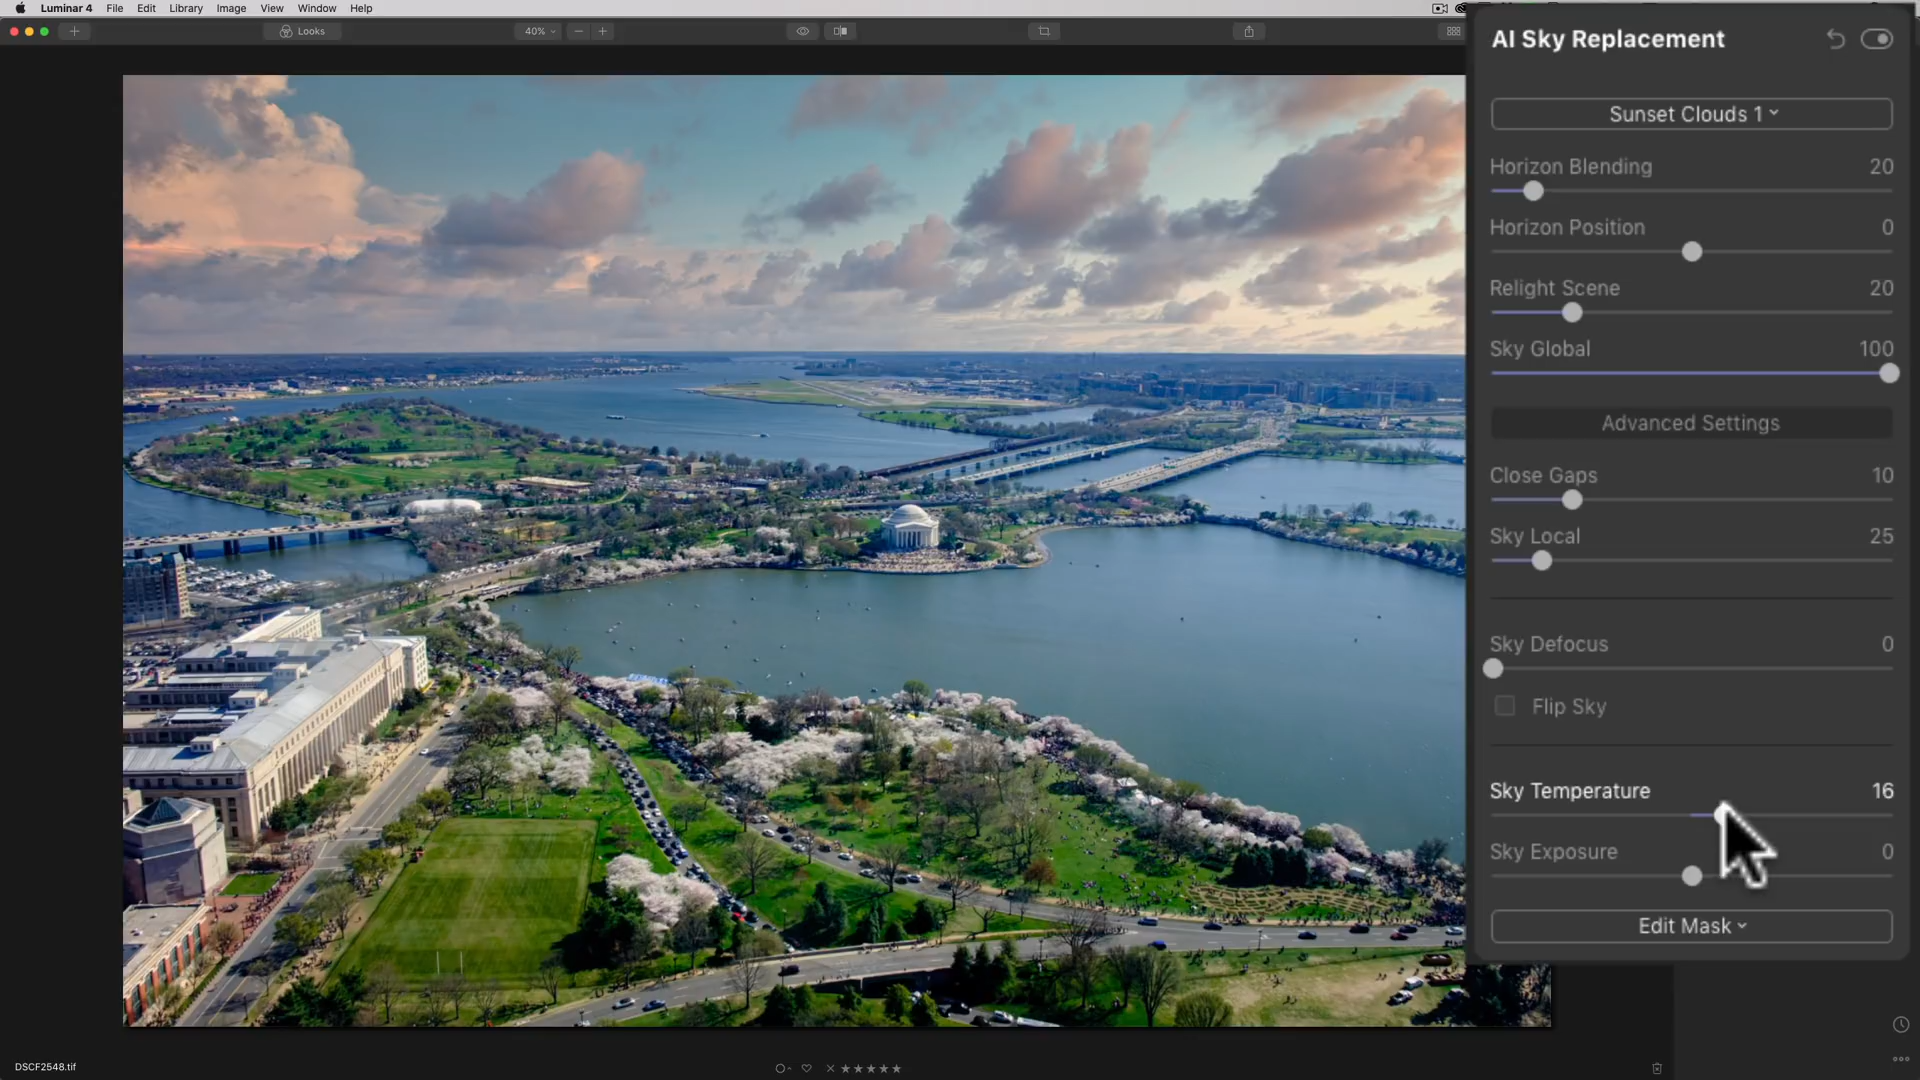 Luminar 4 File Edit Library Image View Window Help
Looks
40%
AI Sky Replacement
Sunset Clouds 1
Horizon Blending 20
Horizon Position 0
Relight Scene 20
Sky Global 100
Advanced Settings
Close Gaps 10
Sky Local 25
Sky Defocus 0
Flip Sky
Sky Temperature 16
Sky Exposure 0
Edit Mask
DSCF2548.tif